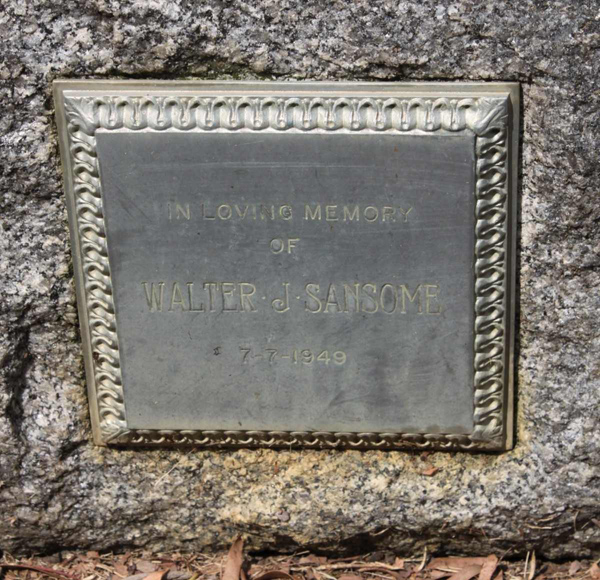 IN LOVING MEMORY
OF
WALTER·J·SANSOME
7-7-1949